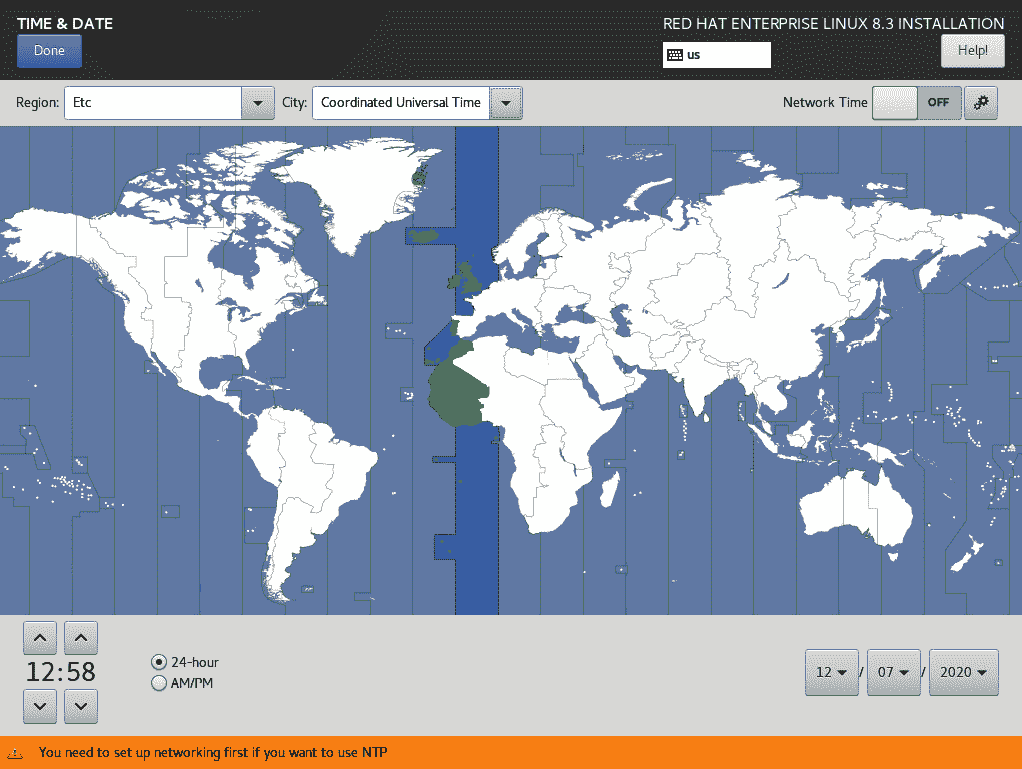 TIME & DATE
RED HAT ENTERPRISE LINUX 8.3 INSTALLATION
Done
us
Help!
Region: Etc City: Coordinated Universal Time Network Time OFF
12:58
24-hour
AM/PM
12 / 07 / 2020
You need to set up networking first if you want to use NTP